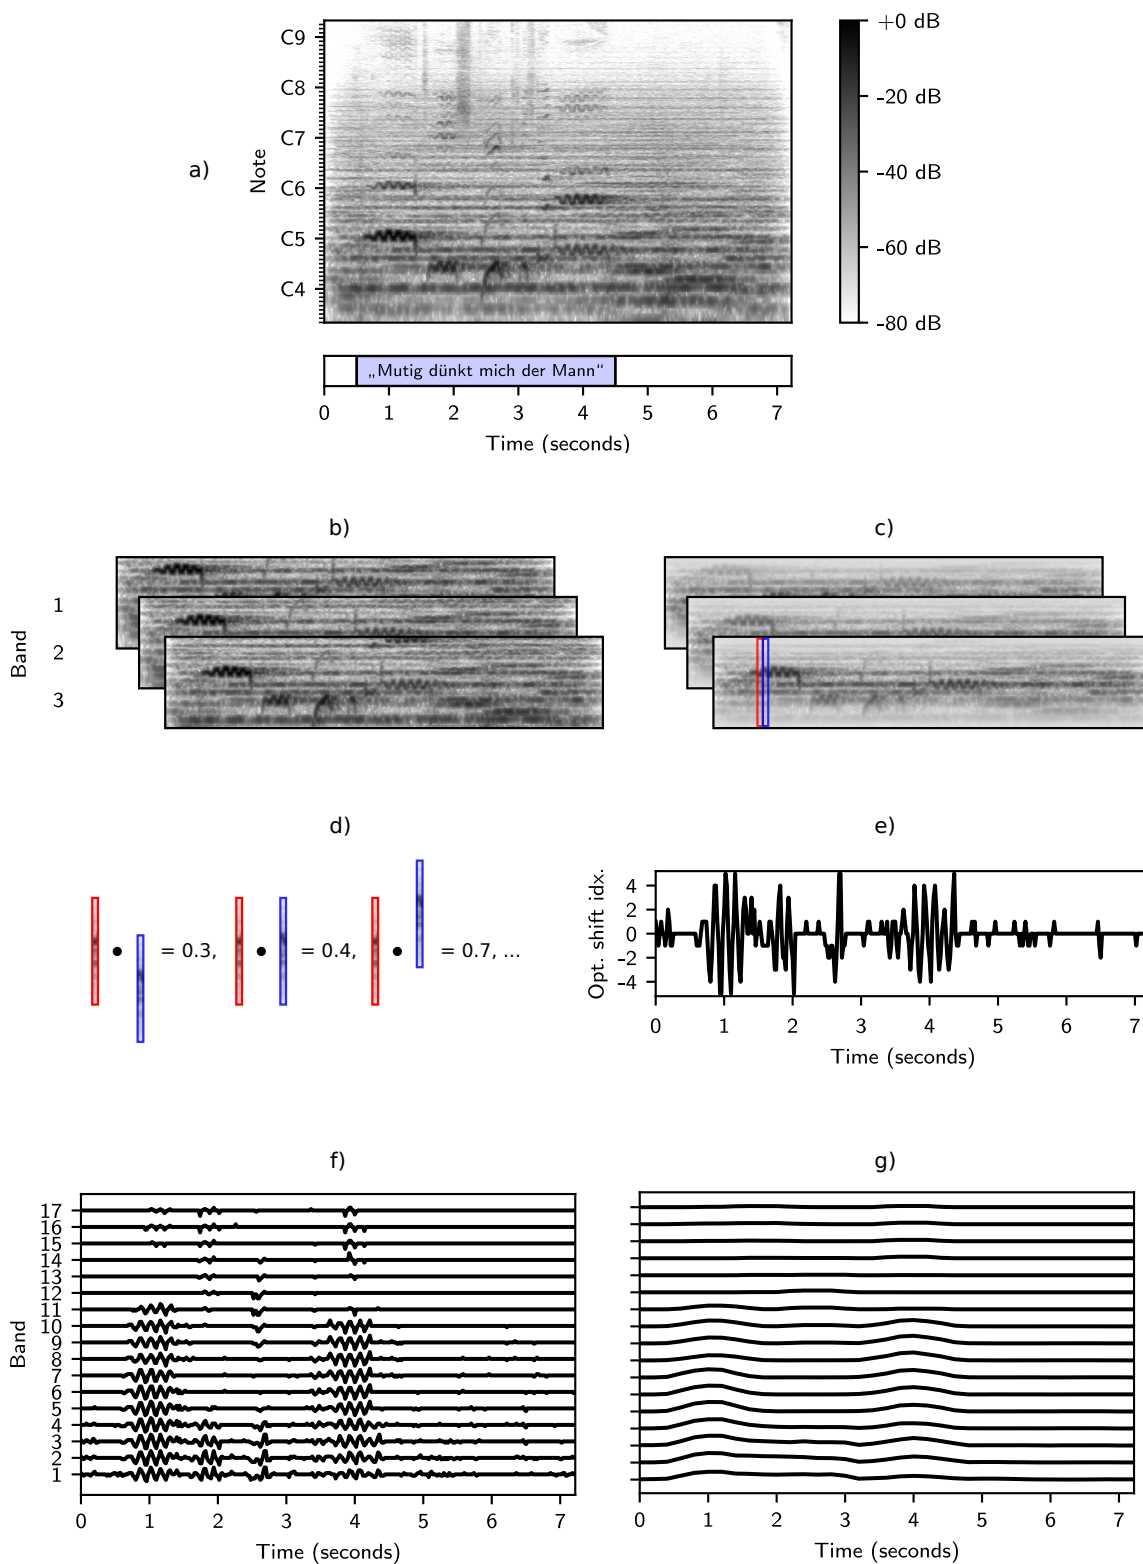 a)
Note
C9
C8
C7
C6
C5
C4
+0 dB
-20 dB
-40 dB
-60 dB
-80 dB
„Mutig dünkt mich der Mann“
0 1 2 3 4 5 6 7
Time (seconds)
b)
c)
Band
1
2
3
d)
= 0.3,
= 0.4,
= 0.7, ...
e)
Opt. shift idx.
4
2
0
-2
-4
0 1 2 3 4 5 6 7
Time (seconds)
f)
Band
17
16
15
14
13
12
11
10
9
8
7
6
5
4
3
2
1
0 1 2 3 4 5 6 7
Time (seconds)
g)
0 1 2 3 4 5 6 7
Time (seconds)